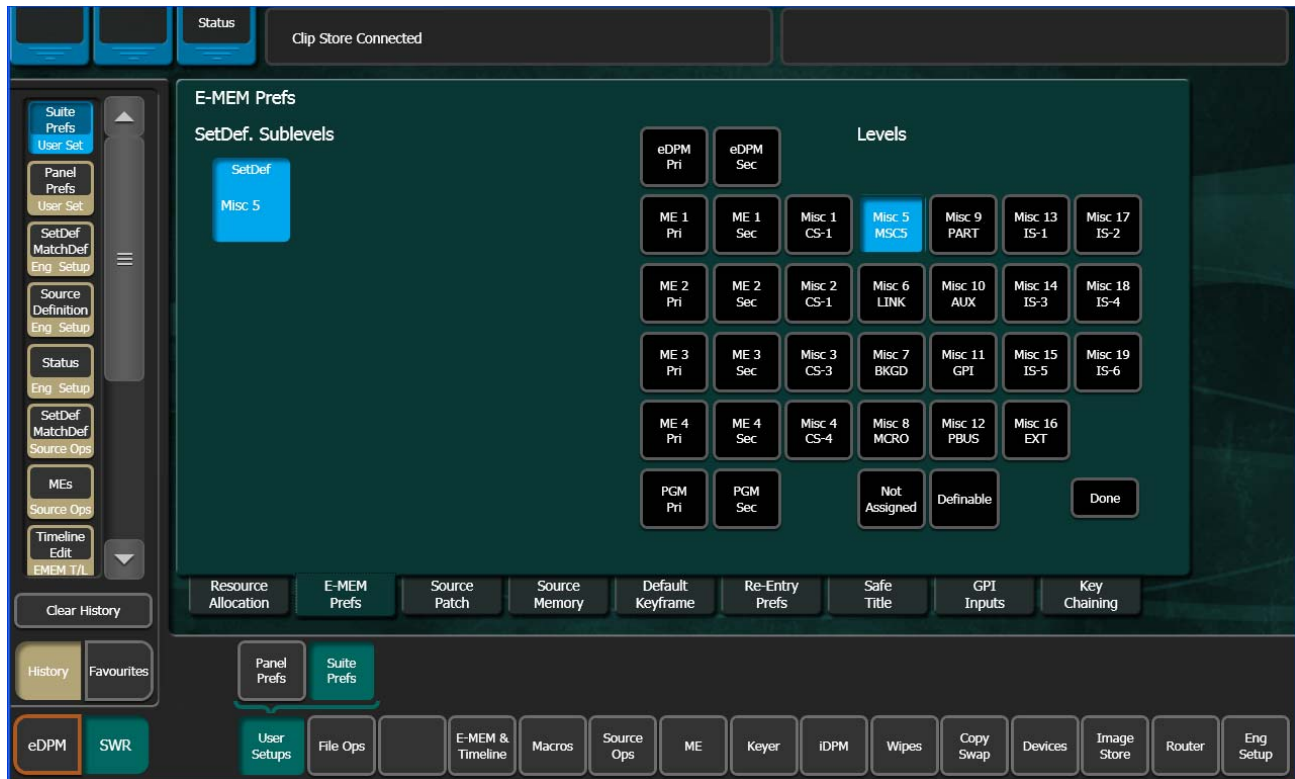 Status
Clip Store Connected
Suite
Prefs
User Set
Panel
Prefs
User Set
SetDef
MatchDef
Eng Setup
Source
Definition
Eng Setup
Status
Eng Setup
SetDef
MatchDef
Source Ops
MEs
Source Ops
Timeline
Edit
EMEM T/L
Clear History
History
Favourites
eDPM
SWR
E-MEM Prefs
SetDef. Sublevels
SetDef
Misc 5
Levels
eDPM
Pri
eDPM
Sec
ME 1
Pri
ME 1
Sec
Misc 1
CS-1
Misc 5
MSC5
Misc 9
PART
Misc 13
IS-1
Misc 17
IS-2
ME 2
Pri
ME 2
Sec
Misc 2
CS-1
Misc 6
LINK
Misc 10
AUX
Misc 14
IS-3
Misc 18
IS-4
ME 3
Pri
ME 3
Sec
Misc 3
CS-3
Misc 7
BKGD
Misc 11
GPI
Misc 15
IS-5
Misc 19
IS-6
ME 4
Pri
ME 4
Sec
Misc 4
CS-4
Misc 8
MCRO
Misc 12
PBUS
Misc 16
EXT
PGM
Pri
PGM
Sec
Not
Assigned
Definable
Done
Resource
Allocation
E-MEM
Prefs
Source
Patch
Source
Memory
Default
Keyframe
Re-Entry
Prefs
Safe
Title
GPI
Inputs
Key
Chaining
Panel
Prefs
Suite
Prefs
User
Setups
File Ops
E-MEM &
Timeline
Macros
Source
Ops
ME
Keyer
iDPM
Wipes
Copy
Swap
Devices
Image
Store
Router
Eng
Setup